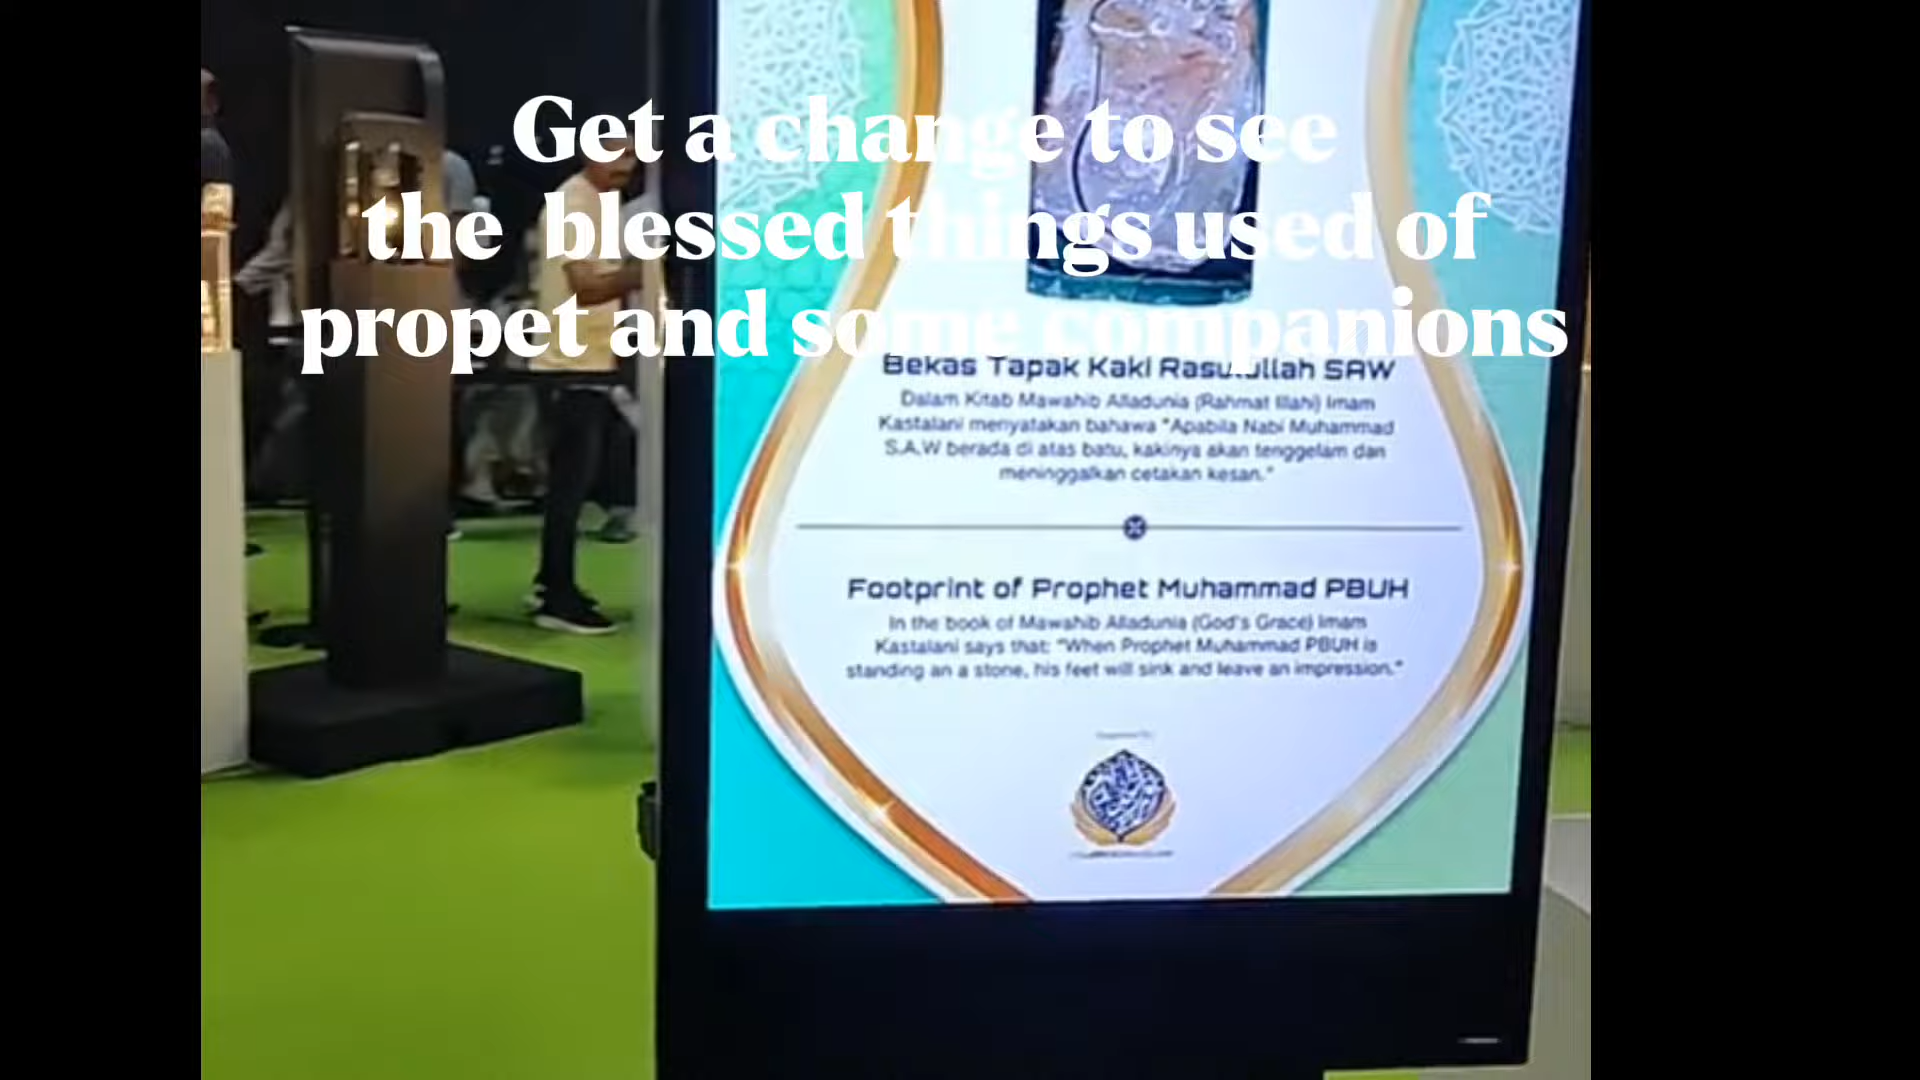 Get a change to see
the blessed things used of
propet and some companions
Bekas Tapak Kaki Rasulullah SAW
Dalam Kitab Mawahib Alladunia (Rahmat Illahi) Imam
Kastalani menyatakan bahawa "Apabila Nabi Muhammad
S.A.W berada di atas batu, kakinya akan tenggelam dan
meninggalkan cetakan kesan."
Footprint of Prophet Muhammad PBUH
In the book of Mawahib Alladunia (God's Grace) Imam
Kastalani says that: "When Prophet Muhammad PBUH is
standing an a stone, his feet will sink and leave an impression."